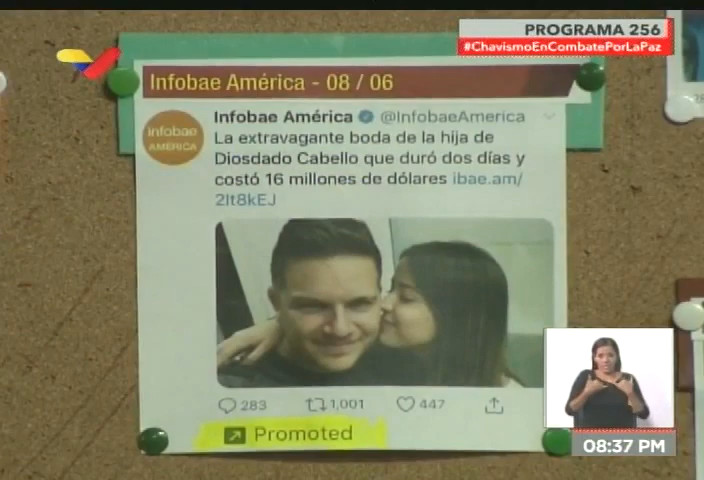 PROGRAMA 256
#ChavismoEnCombatePorLaPaz
Infobae América - 08 / 06
Infobae América @InfobaeAmerica
infobae
AMÉRICA
La extravagante boda de la hija de
Diosdado Cabello que duró dos días y
costó 16 millones de dólares ibae.am/
2It8kEJ
283 1,001 447
Promoted
08:37 PM